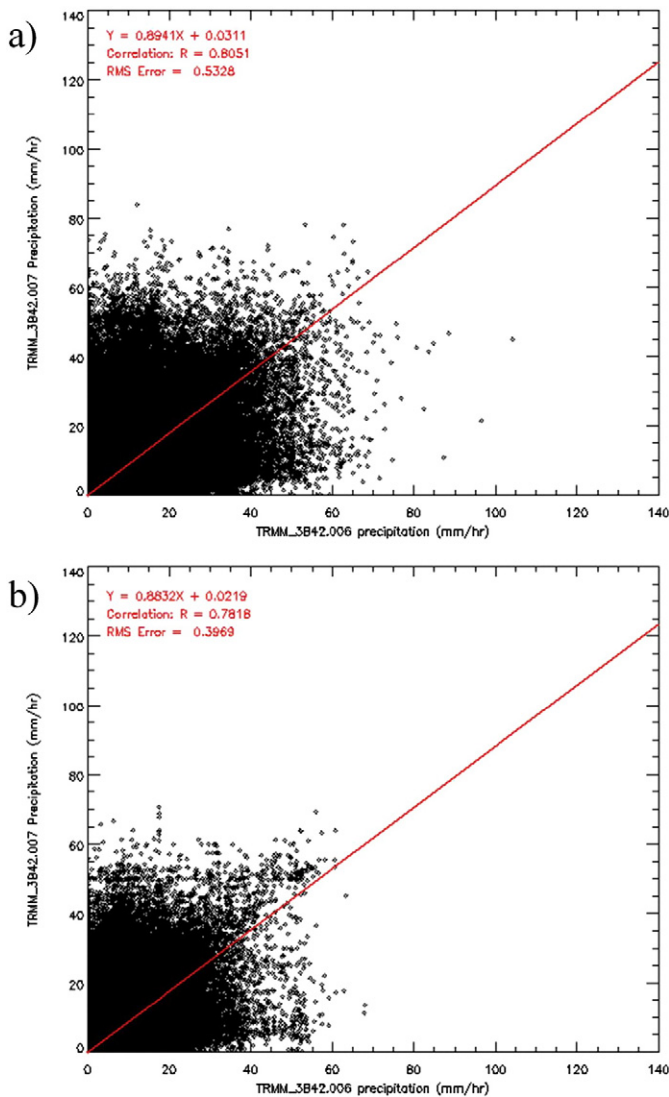 a)
Y = 0.8941X + 0.0311
Correlation: R = 0.8051
RMS Error = 0.5328
140
120
100
80
60
40
20
0
TRMM_3B42.007 Precipitation (mm/hr)
0 20 40 60 80 100 120 140
TRMM_3B42.006 precipitation (mm/hr)
b)
Y = 0.8832X + 0.0219
Correlation: R = 0.7818
RMS Error = 0.3969
140
120
100
80
60
40
20
0
TRMM_3B42.007 Precipitation (mm/hr)
0 20 40 60 80 100 120 140
TRMM_3B42.006 precipitation (mm/hr)